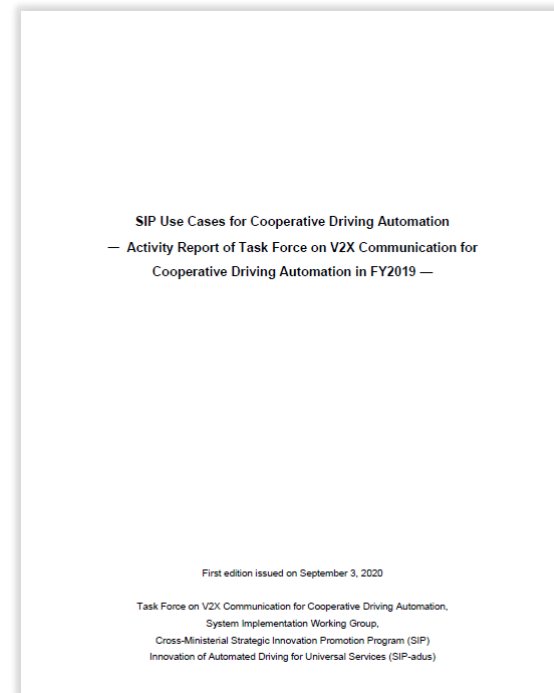 SIP Use Cases for Cooperative Driving Automation
— Activity Report of Task Force on V2X Communication for
Cooperative Driving Automation in FY2019 —
First edition issued on September 3, 2020
Task Force on V2X Communication for Cooperative Driving Automation,
System Implementation Working Group,
Cross-Ministerial Strategic Innovation Promotion Program (SIP)
Innovation of Automated Driving for Universal Services (SIP-adus)